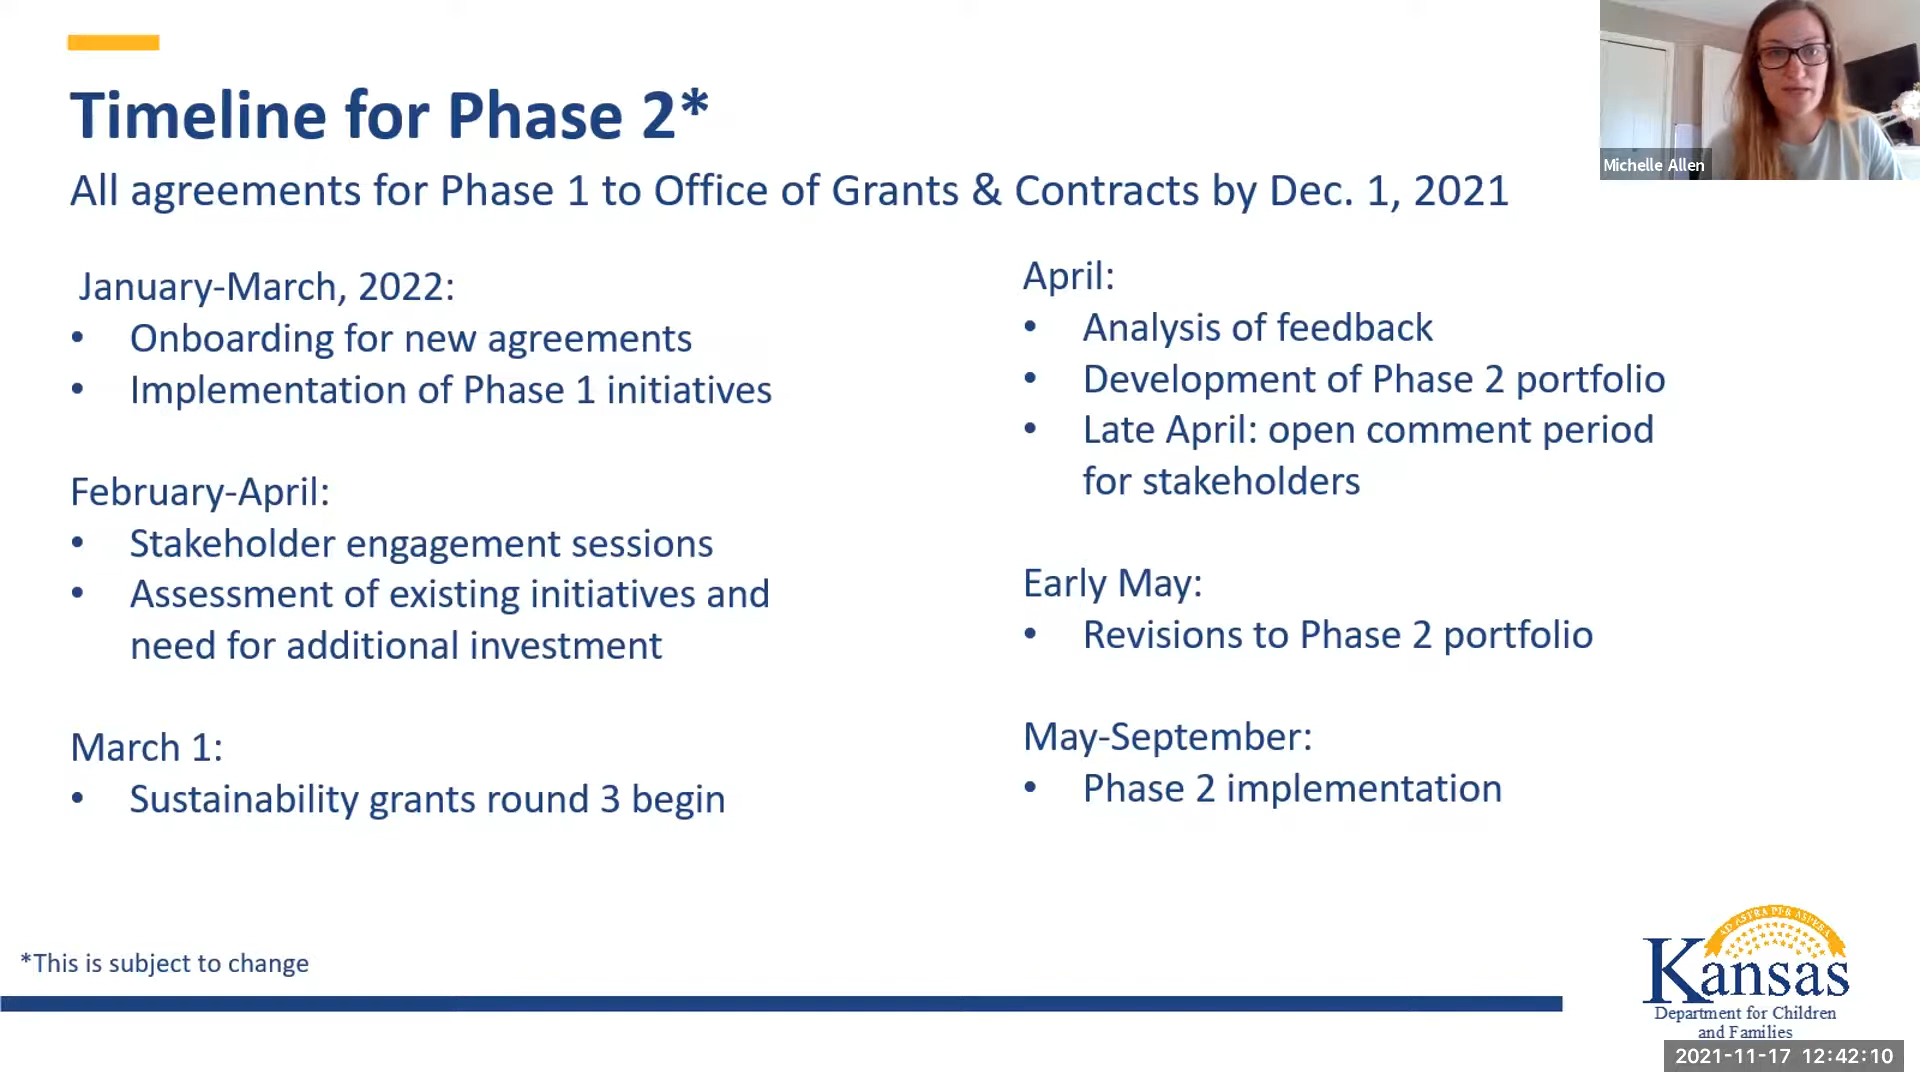 Timeline for Phase 2*
All agreements for Phase 1 to Office of Grants & Contracts by Dec. 1, 2021
January-March, 2022:
• Onboarding for new agreements
• Implementation of Phase 1 initiatives
February-April:
• Stakeholder engagement sessions
• Assessment of existing initiatives and
need for additional investment
March 1:
• Sustainability grants round 3 begin
April:
• Analysis of feedback
• Development of Phase 2 portfolio
• Late April: open comment period
for stakeholders
Early May:
• Revisions to Phase 2 portfolio
May-September:
• Phase 2 implementation
*This is subject to change
Michelle Allen
AD ASTRA PER ASPERA
Kansas
Department for Children
and Families
2021-11-17 12:42:10